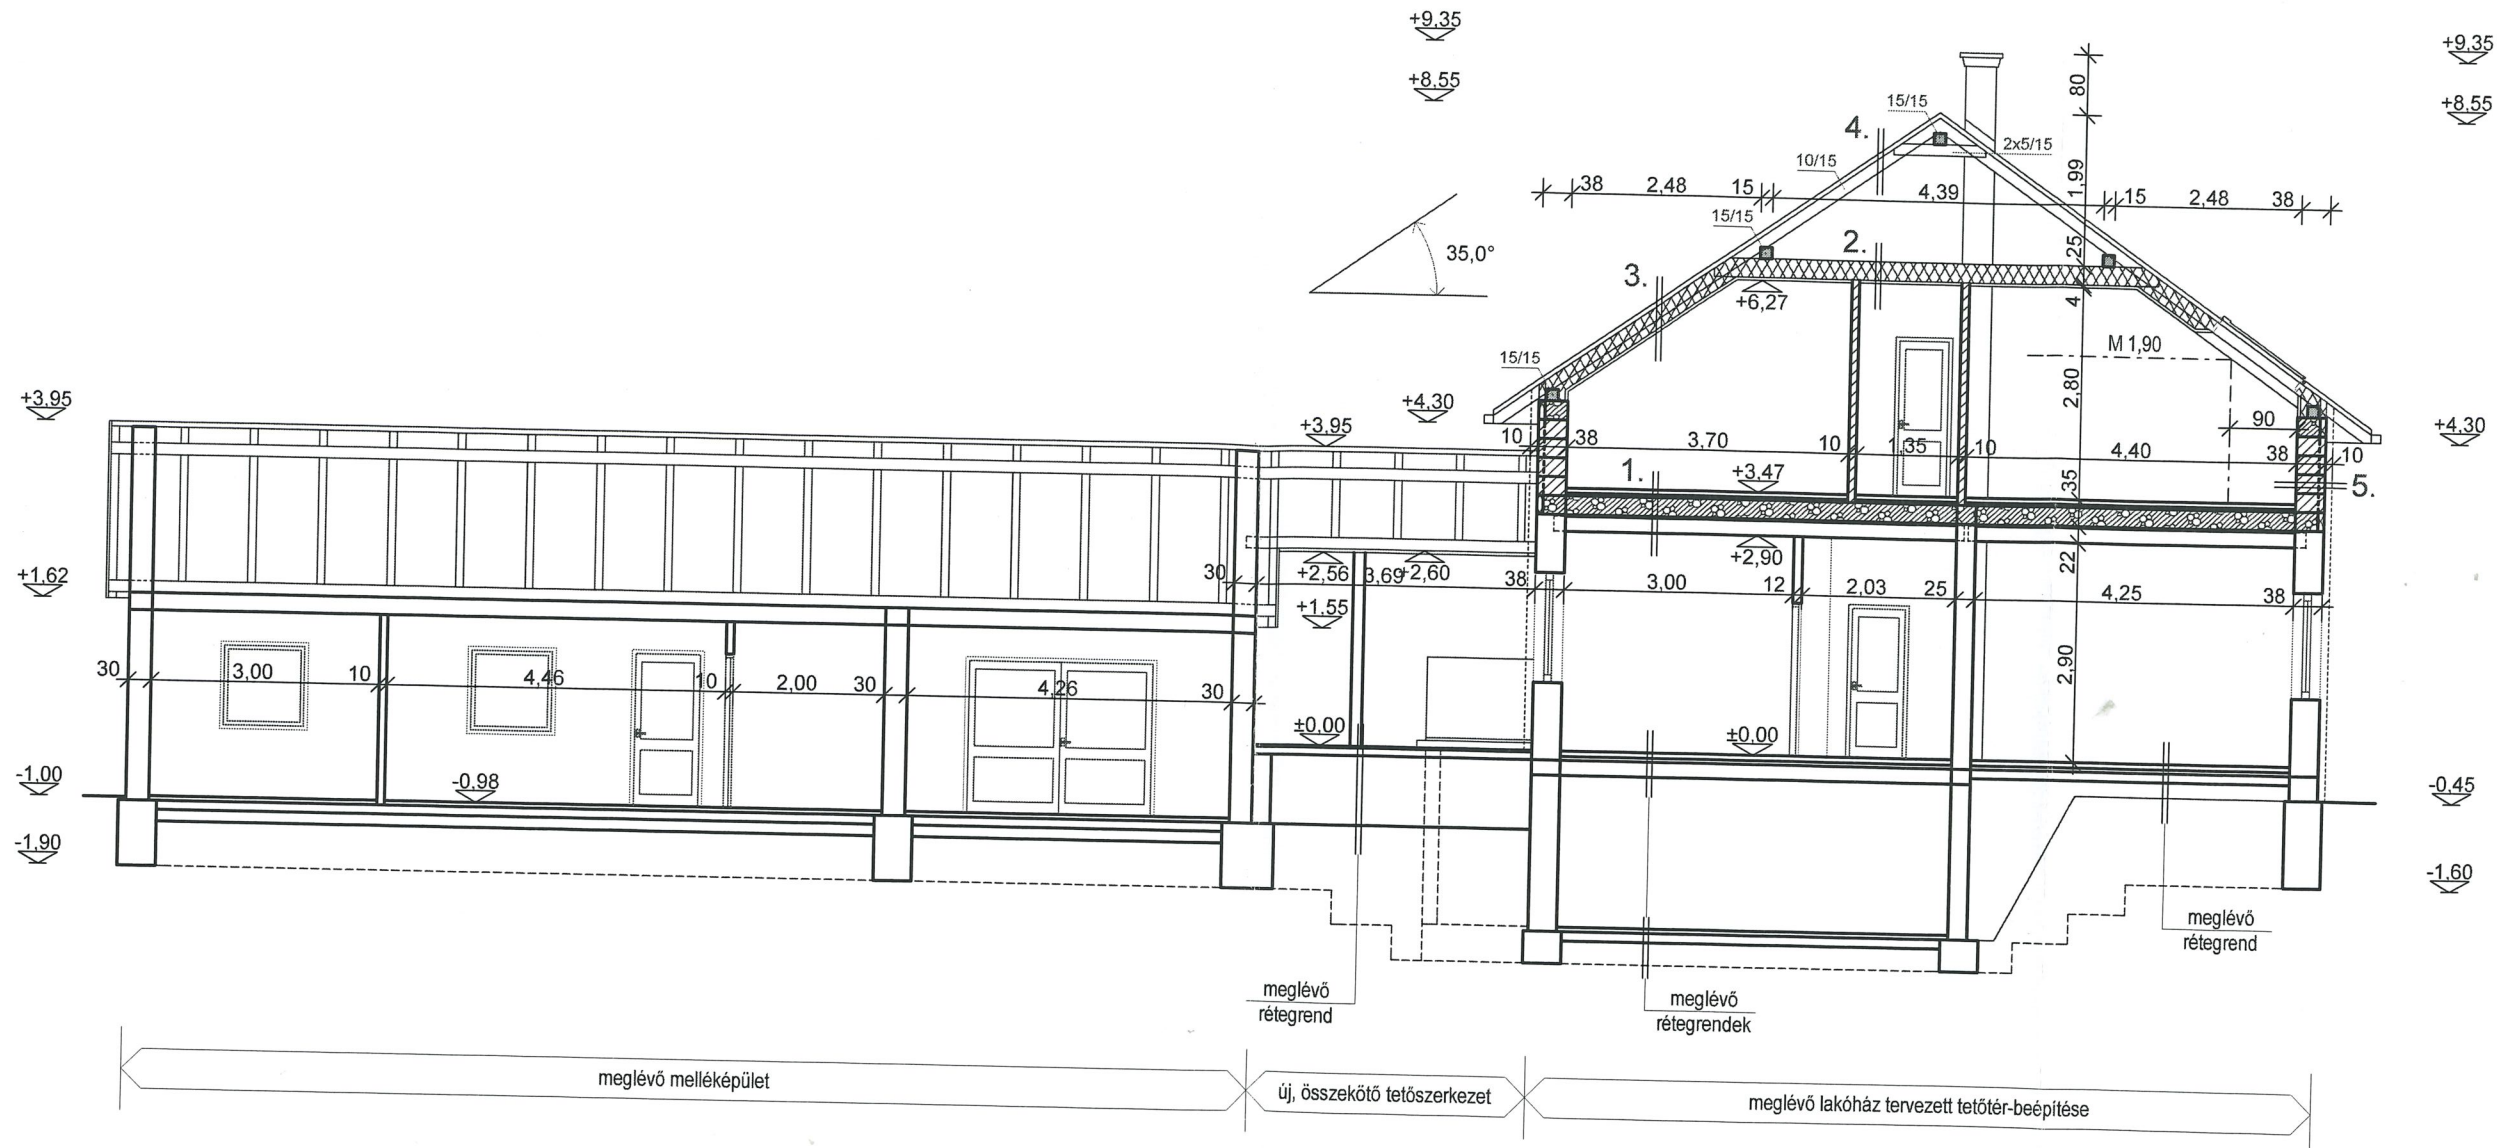 +9,35
+8,55
+9,35
+8,55
80
15/15
4.
2x5/15
10/15
1,99
38 2,48 15 4,39 15 2,48 38
15/15
35,0°
2.
25
3.
+6,27
4
M 1,90
15/15
2,80
+3,95
+4,30
+3,95
90
+4,30
10 38 3,70 10 1,35 10 4,40 38 10
1.
+3,47
35
5.
+2,90
22
+1,62
30 +2,56 3,69 +2,60 38 3,00 12 2,03 25 4,25 38
+1,55
2,90
30 3,00 10 4,46 10 2,00 30 4,26 30
±0,00
±0,00
-1,00
-0,98
-0,45
-1,90
-1,60
meglévő
rétegrend
meglévő
rétegrend
meglévő
rétegrendek
meglévő melléképület
új, összekötő tetőszerkezet
meglévő lakóház tervezett tetőtér-beépítése